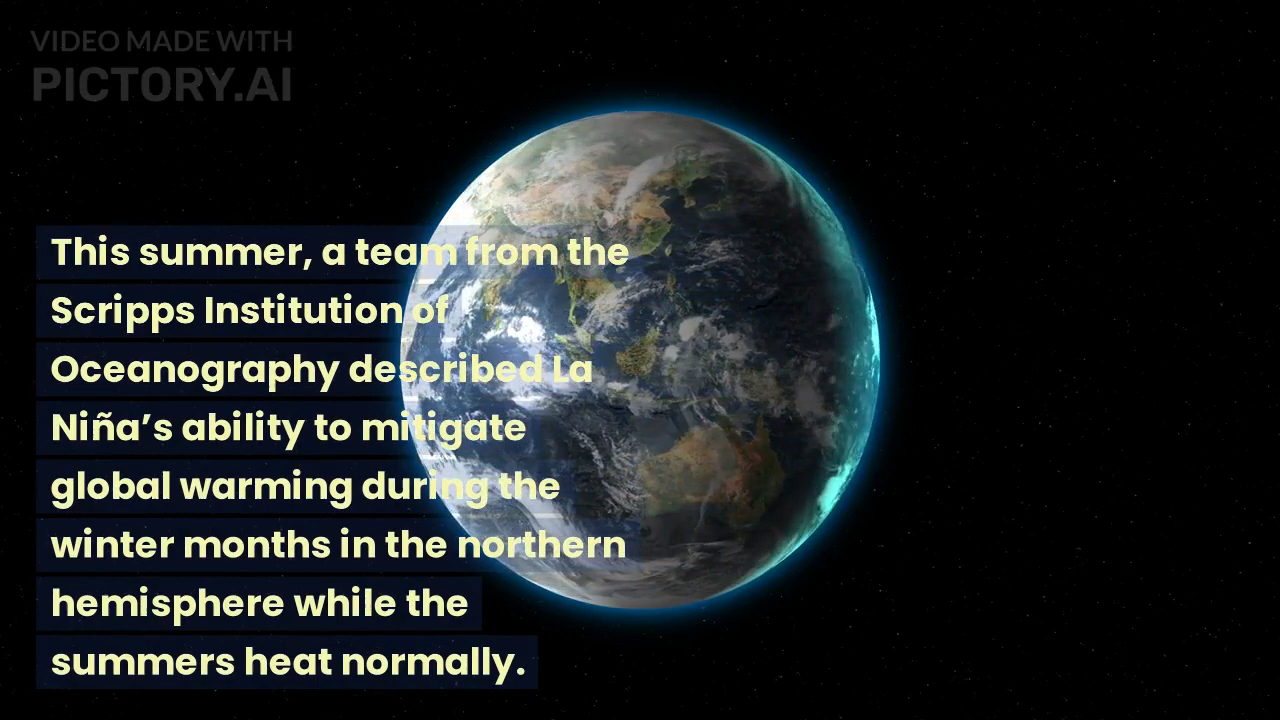 VIDEO MADE WITH
PICTORY.AI
This summer, a team from the
Scripps Institution of
Oceanography described La
Niña’s ability to mitigate
global warming during the
winter months in the northern
hemisphere while the
summers heat normally.